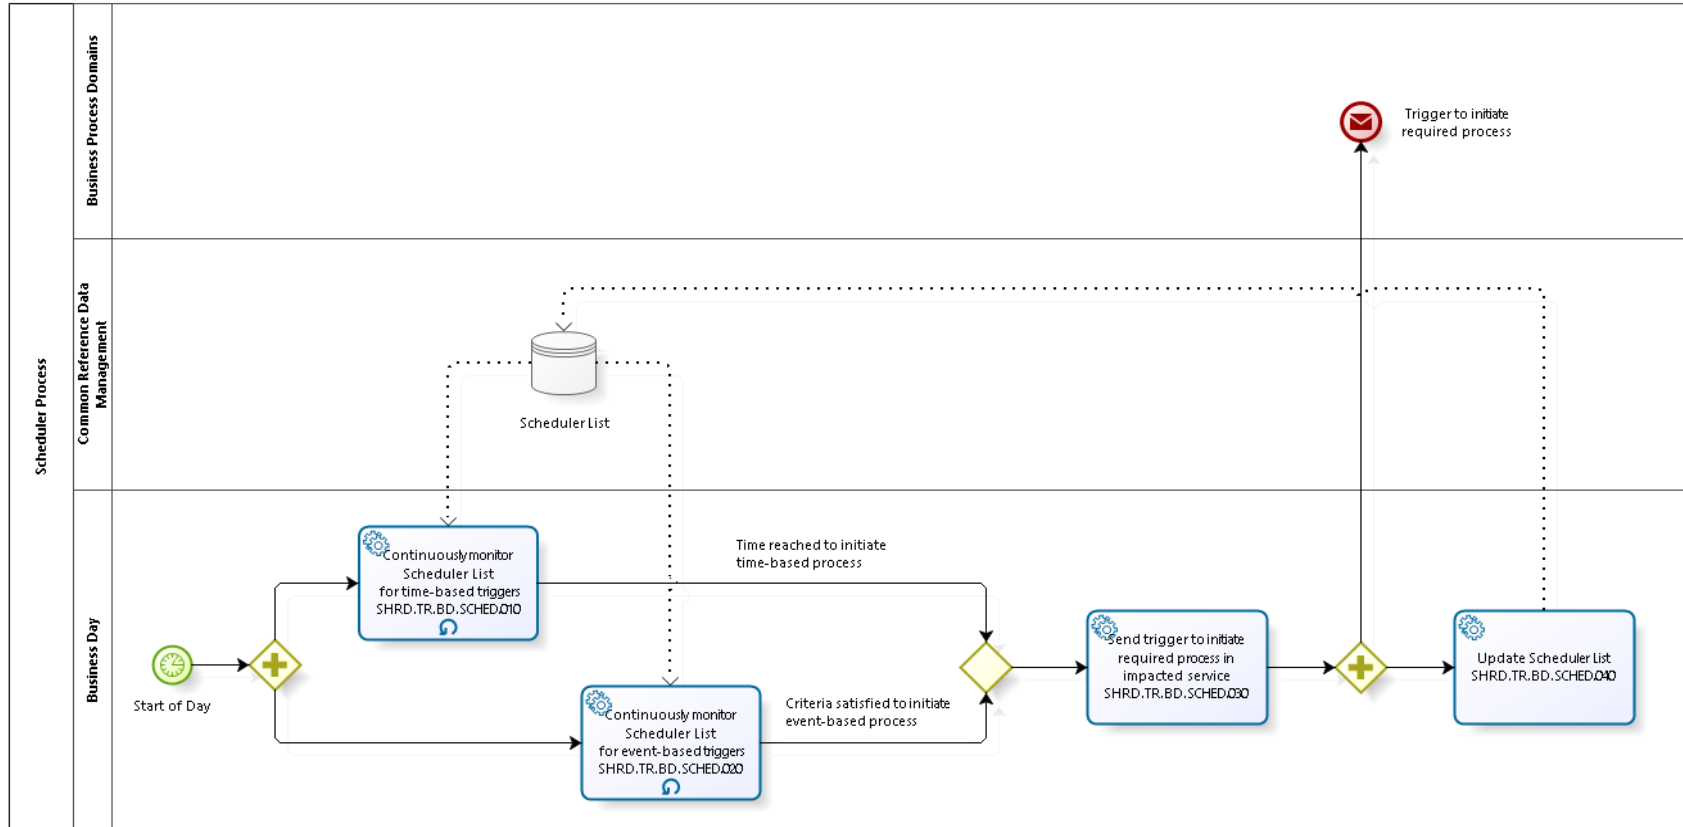 Scheduler Process
Business Process Domains
Trigger to initiate
required process
Common Reference Data
Management
Scheduler List
Business Day
Start of Day
Continuously monitor
Scheduler List
for time-based triggers
SHRD.TR.BD.SCHED.010
Time reached to initiate
time-based process
Continuously monitor
Scheduler List
for event-based triggers
SHRD.TR.BD.SCHED.020
Criteria satisfied to initiate
event-based process
Send trigger to initiate
required process in
impacted service
SHRD.TR.BD.SCHED.030
Update Scheduler List
SHRD.TR.BD.SCHED.040